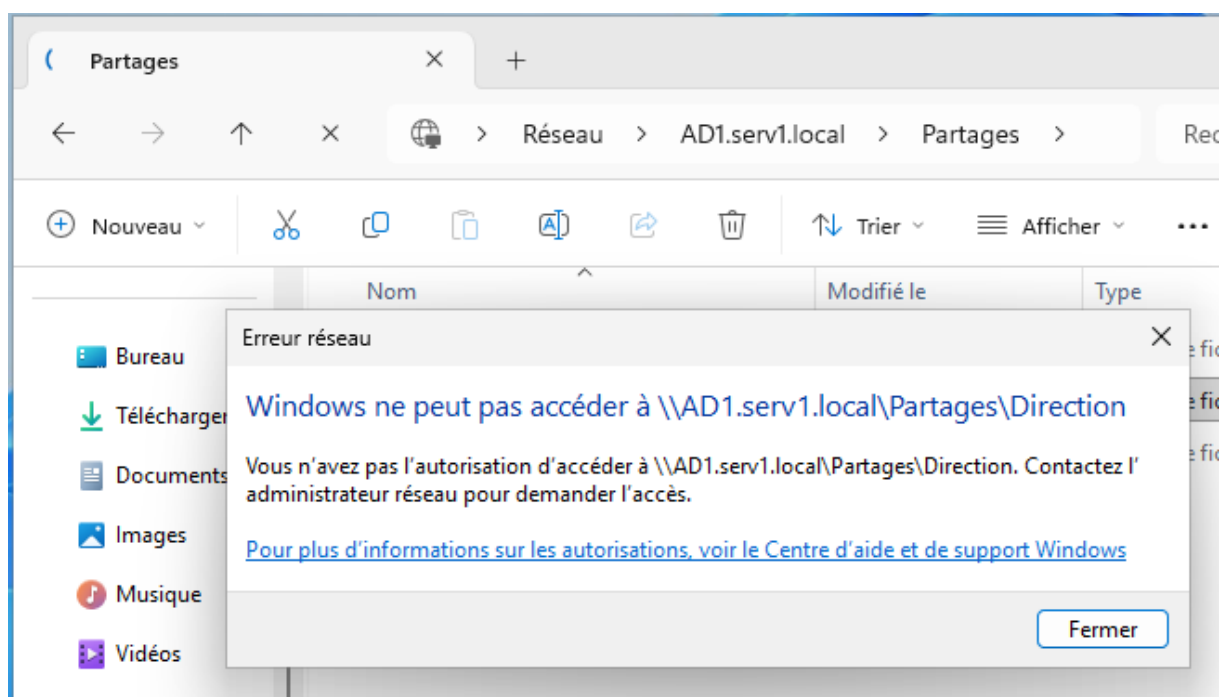 Partages
Réseau > AD1.serv1.local > Partages >
Rec
Nouveau
Trier
Afficher
Nom
Modifié le
Type
Erreur réseau
Bureau
Windows ne peut pas accéder à \\AD1.serv1.local\Partages\Direction
Télécharger
Vous n'avez pas l'autorisation d'accéder à \\AD1.serv1.local\Partages\Direction. Contactez l'
administrateur réseau pour demander l'accès.
Documents
Images
Pour plus d'informations sur les autorisations, voir le Centre d'aide et de support Windows
Musique
Fermer
Vidéos